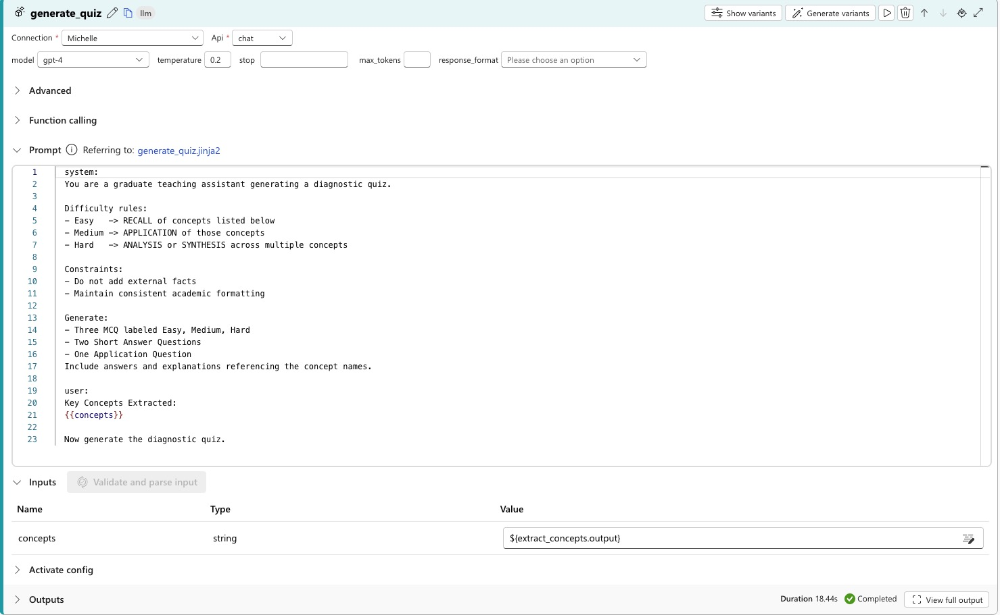 generate_quiz llm Show variants Generate variants
Connection * Michelle Api * chat
model gpt-4 temperature 0.2 stop max_tokens response_format Please choose an option
Advanced
Function calling
Prompt Referring to: generate_quiz.jinja2
1 system:
2 You are a graduate teaching assistant generating a diagnostic quiz.
3
4 Difficulty rules:
5 - Easy   -> RECALL of concepts listed below
6 - Medium -> APPLICATION of those concepts
7 - Hard   -> ANALYSIS or SYNTHESIS across multiple concepts
8
9 Constraints:
10 - Do not add external facts
11 - Maintain consistent academic formatting
12
13 Generate:
14 - Three MCQ labeled Easy, Medium, Hard
15 - Two Short Answer Questions
16 - One Application Question
17 Include answers and explanations referencing the concept names.
18
19 user:
20 Key Concepts Extracted:
21 {{concepts}}
22
23 Now generate the diagnostic quiz.
Inputs Validate and parse input
Name Type Value
concepts string ${extract_concepts.output}
Activate config
Outputs Duration 18.44s Completed View full output